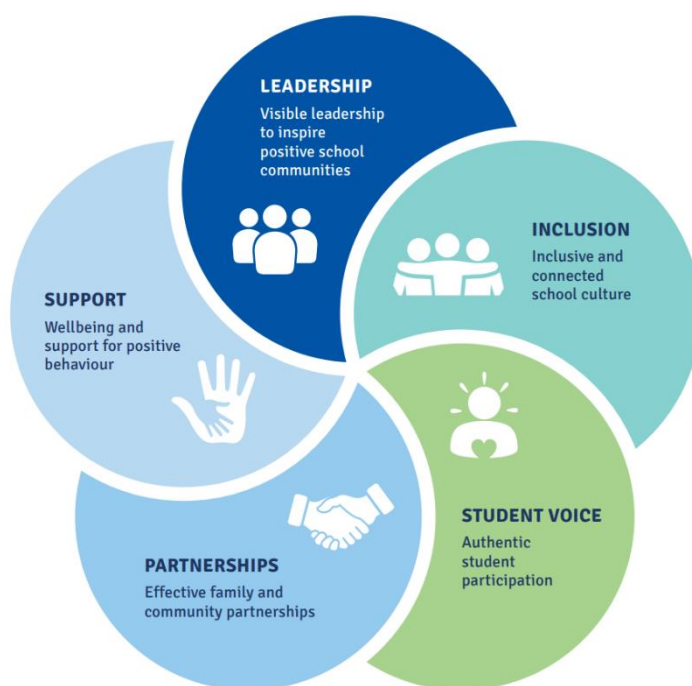 LEADERSHIP
Visible leadership
to inspire
positive school
communities
INCLUSION
Inclusive and
connected
school culture
STUDENT VOICE
Authentic
student
participation
PARTNERSHIPS
Effective family and
community partnerships
SUPPORT
Wellbeing and
support for positive
behaviour